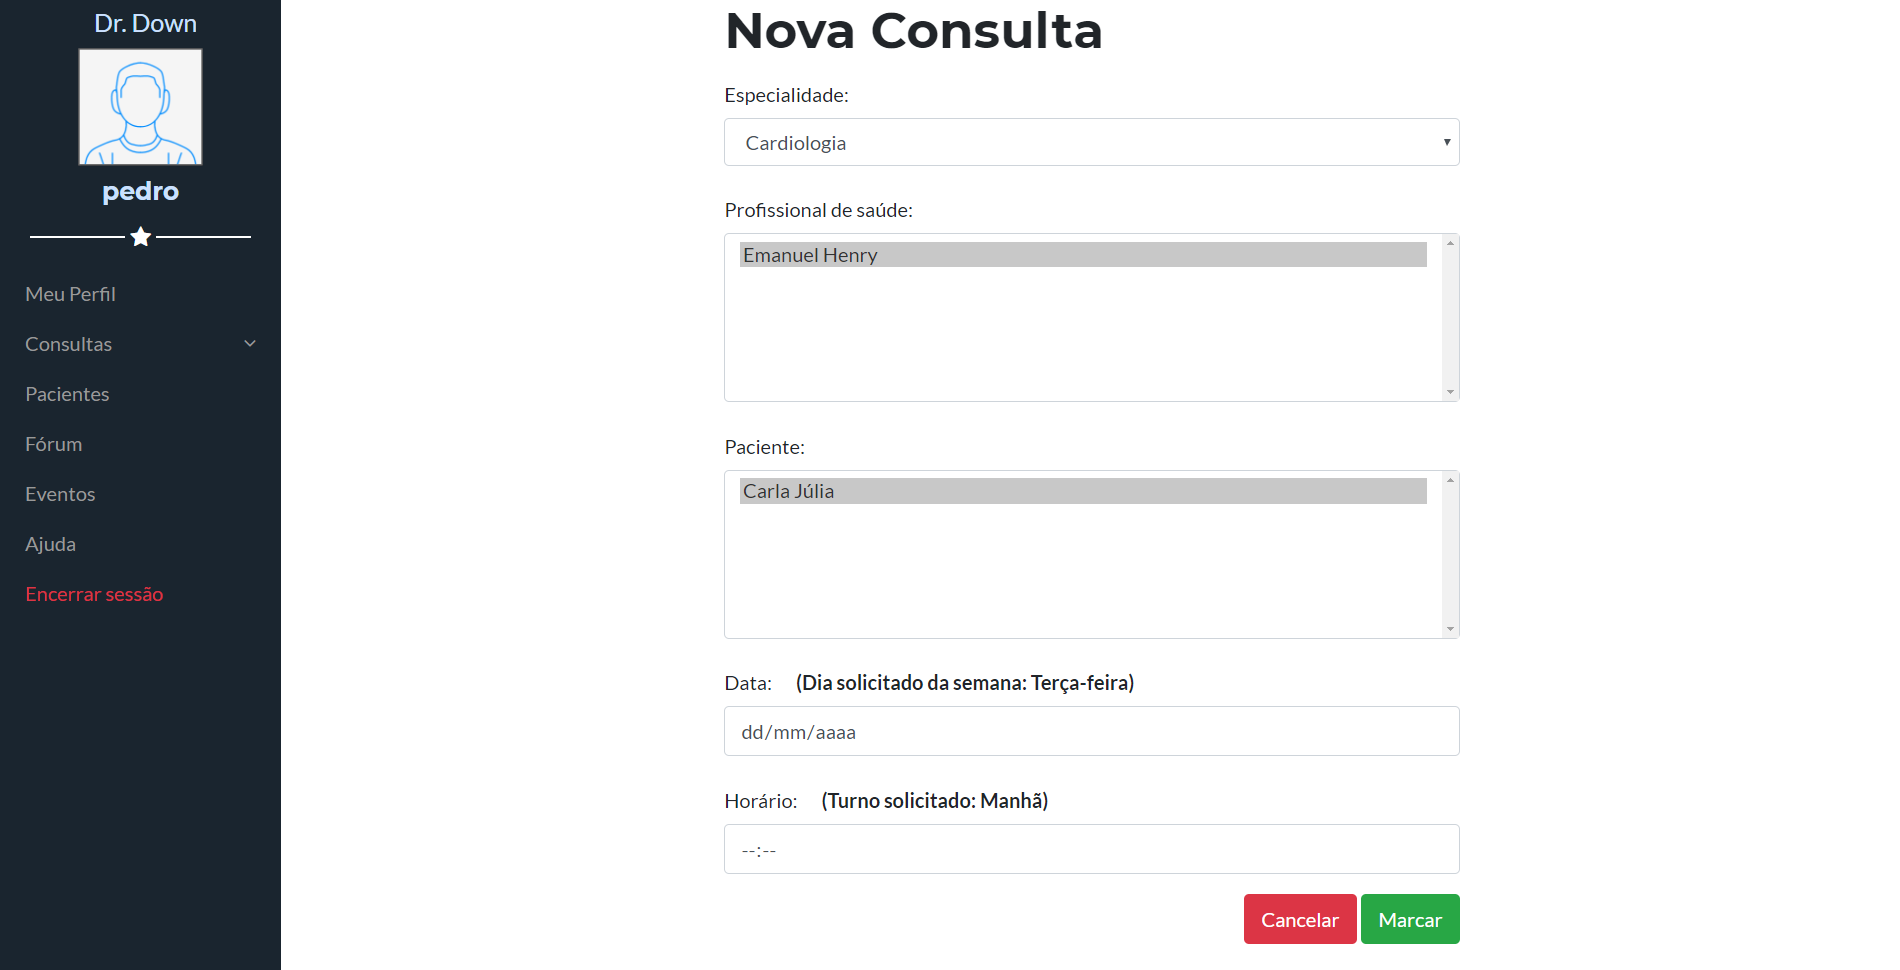 Dr. Down
pedro
Meu Perfil
Consultas
Pacientes
Fórum
Eventos
Ajuda
Encerrar sessão
Nova Consulta
Especialidade:
Cardiologia
Profissional de saúde:
Emanuel Henry
Paciente:
Carla Júlia
Data: (Dia solicitado da semana: Terça-feira)
dd/mm/aaaa
Horário: (Turno solicitado: Manhã)
--:--
Cancelar Marcar